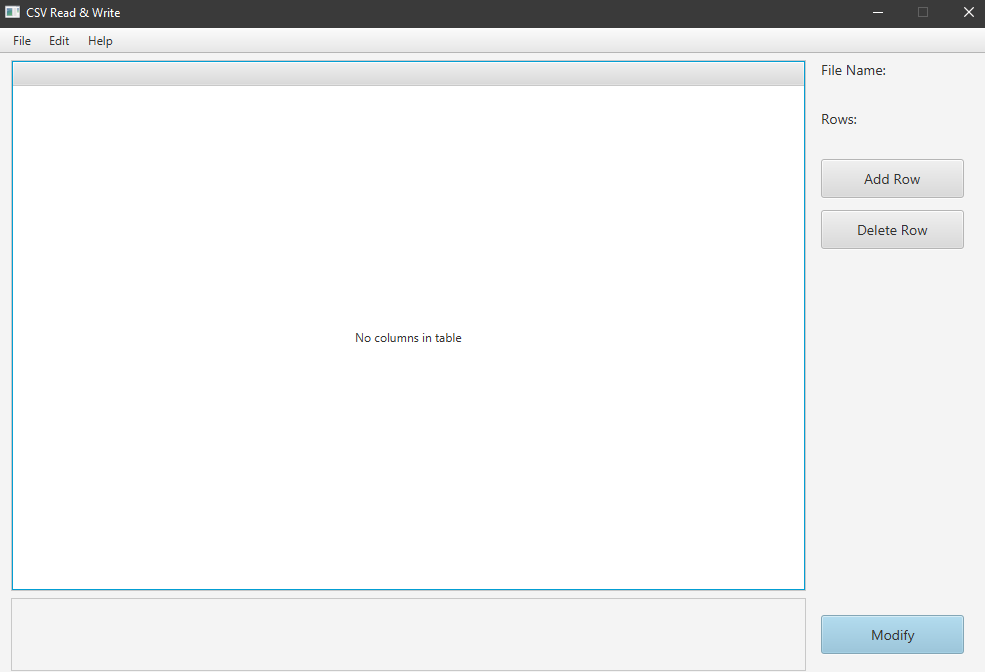 CSV Read & Write
File Edit Help
File Name:
Rows:
Add Row
Delete Row
No columns in table
Modify